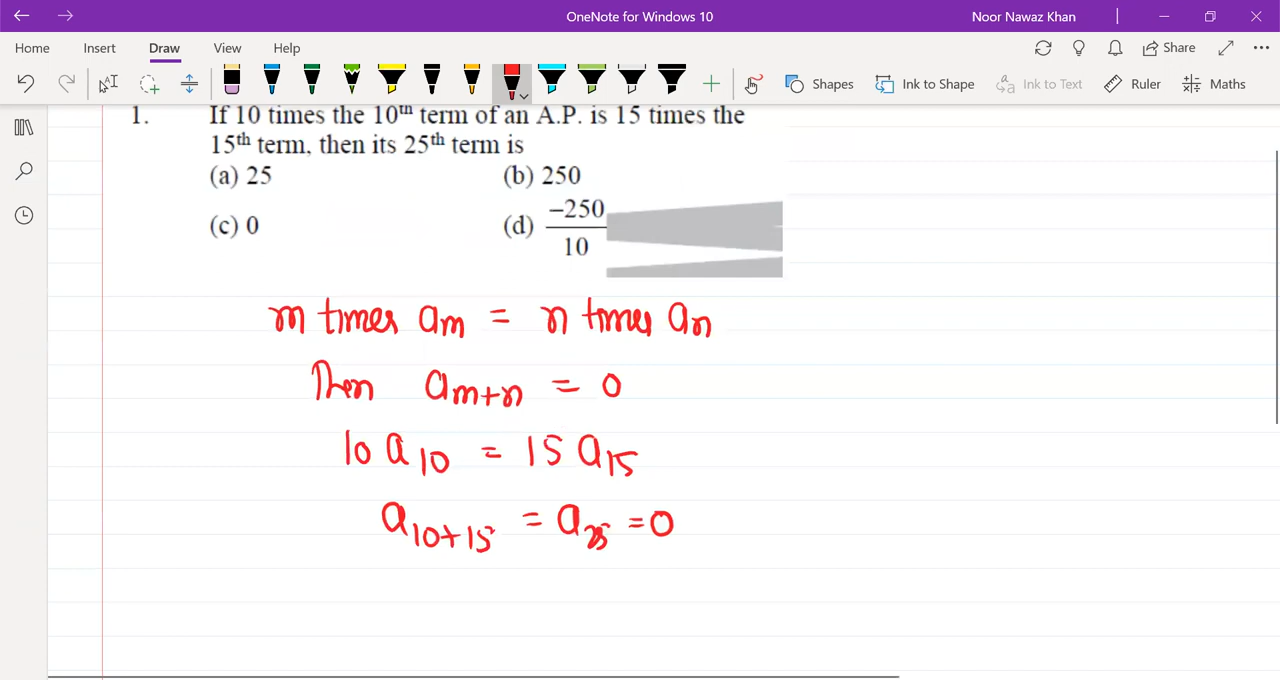 OneNote for Windows 10
Noor Nawaz Khan
Home Insert Draw View Help Share
Shapes Ink to Shape Ink to Text Ruler Maths
1. If 10 times the 10th term of an A.P. is 15 times the
15th term, then its 25th term is
(a) 25 (b) 250
(c) 0 (d) −250/10
m times am = n times an
Then am+n = 0
10 a10 = 15 a15
a10+15 = a25 = 0